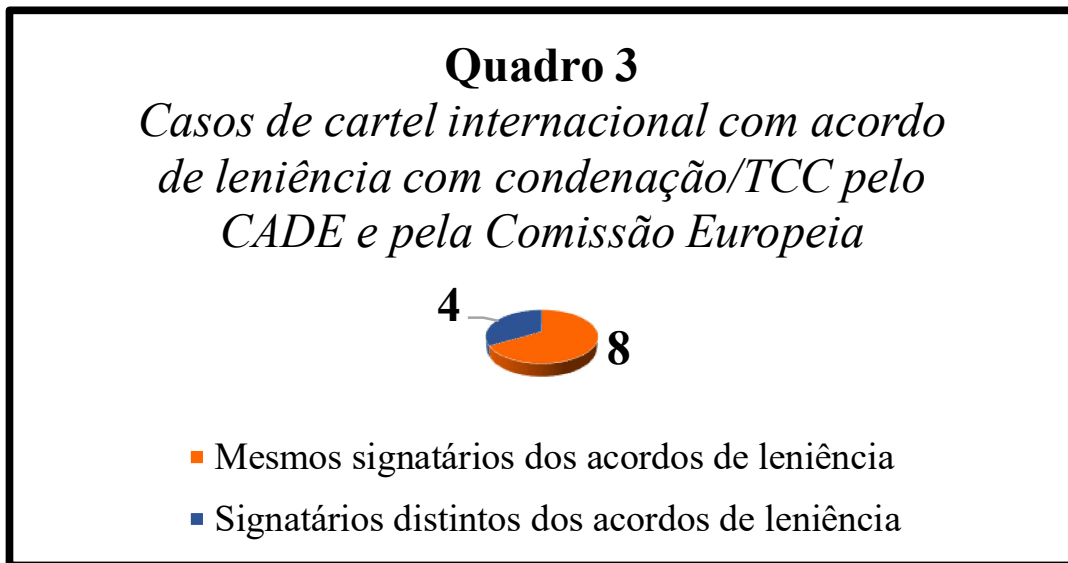 Quadro 3
Casos de cartel internacional com acordo
de leniência com condenação/TCC pelo
CADE e pela Comissão Europeia
4
8
Mesmos signatários dos acordos de leniência
Signatários distintos dos acordos de leniência